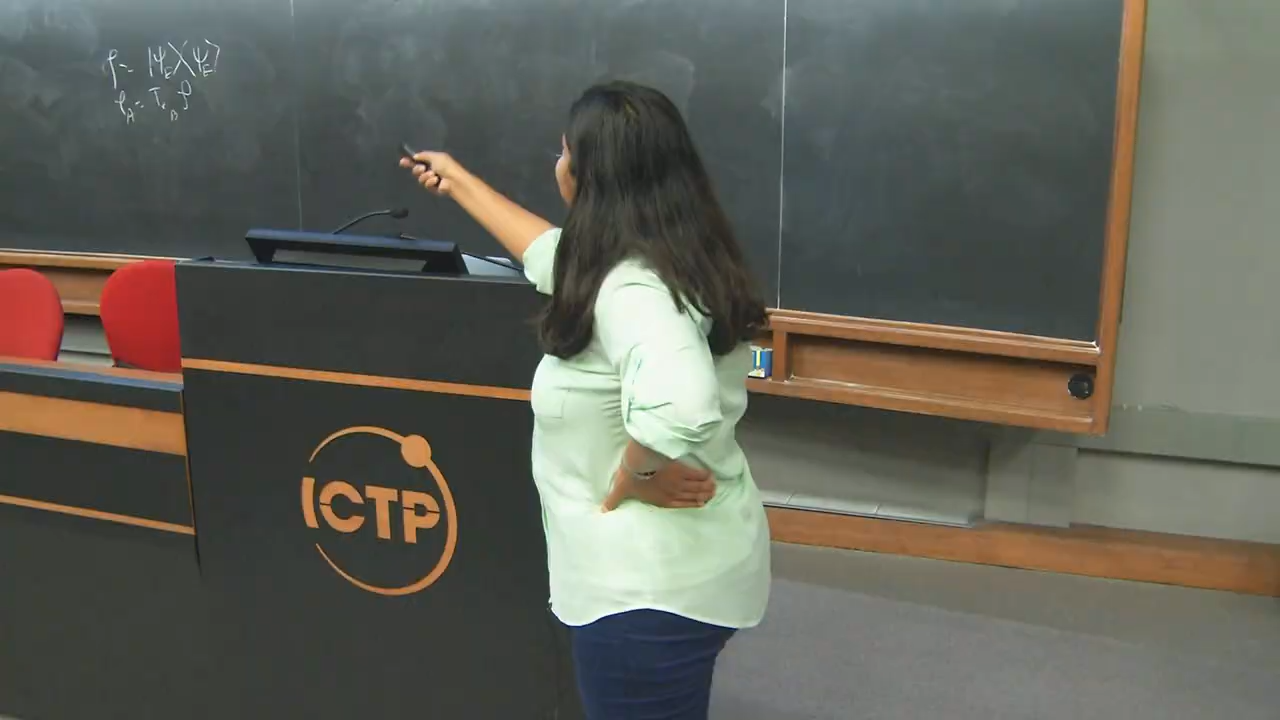 ρ = |ψ_E⟩⟨ψ_E|
ρ_A = Tr_B ρ
ICTP